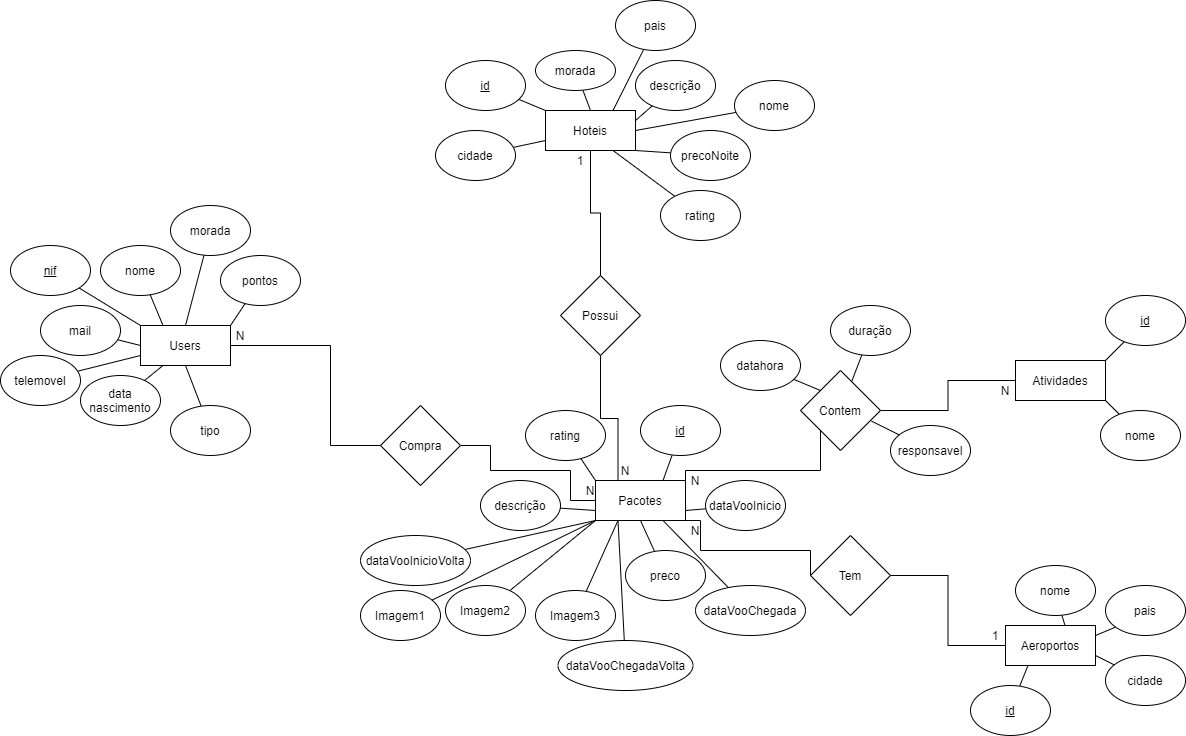 pais
morada
id
descrição
nome
Hoteis
cidade
precoNoite
1
rating
morada
nif
nome
pontos
mail
N
Users
telemovel
data
nascimento
tipo
Possui
id
duração
datahora
Atividades
N
Contem
nome
responsavel
rating
id
Compra
N
N
N
Pacotes
descrição
dataVooInicio
N
dataVooInicioVolta
preco
Tem
Imagem1
Imagem2
Imagem3
dataVooChegada
nome
pais
1
Aeroportos
dataVooChegadaVolta
cidade
id